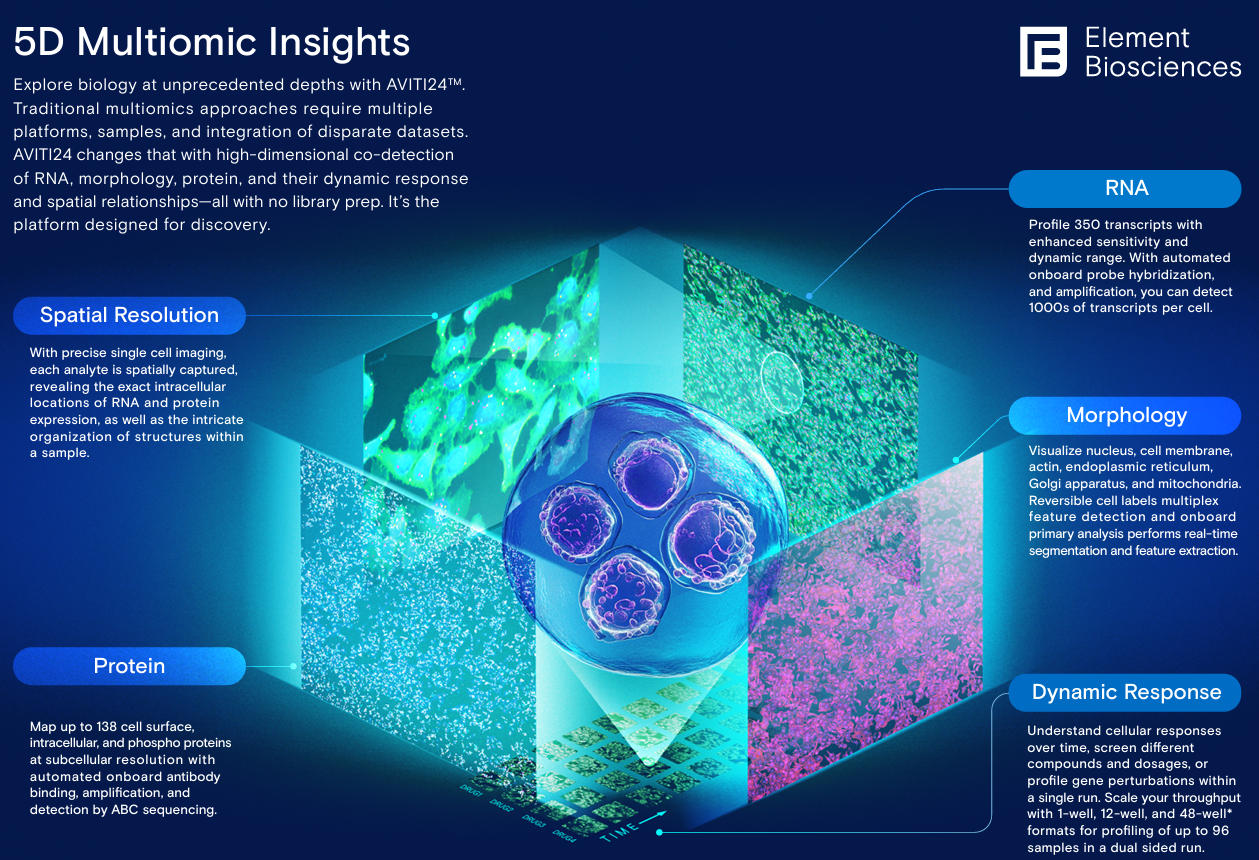 5D Multiomic Insights
Explore biology at unprecedented depths with AVITI24™.
Traditional multiomics approaches require multiple
platforms, samples, and integration of disparate datasets.
AVITI24 changes that with high-dimensional co-detection
of RNA, morphology, protein, and their dynamic response
and spatial relationships—all with no library prep. It's the
platform designed for discovery.
Element
Biosciences
RNA
Profile 350 transcripts with
enhanced sensitivity and
dynamic range. With automated
onboard probe hybridization,
and amplification, you can detect
1000s of transcripts per cell.
Spatial Resolution
With precise single cell imaging,
each analyte is spatially captured,
revealing the exact intracellular
locations of RNA and protein
expression, as well as the intricate
organization of structures within
a sample.
Morphology
Visualize nucleus, cell membrane,
actin, endoplasmic reticulum,
Golgi apparatus, and mitochondria.
Reversible cell labels multiplex
feature detection and onboard
primary analysis performs real-time
segmentation and feature extraction.
Protein
Map up to 138 cell surface,
intracellular, and phospho proteins
at subcellular resolution with
automated onboard antibody
binding, amplification, and
detection by ABC sequencing.
Dynamic Response
Understand cellular responses
over time, screen different
compounds and dosages, or
profile gene perturbations within
a single run. Scale your throughput
with 1-well, 12-well, and 48-well*
formats for profiling of up to 96
samples in a dual sided run.
DRUG1
DRUG2
DRUG3
DRUG4
TIME